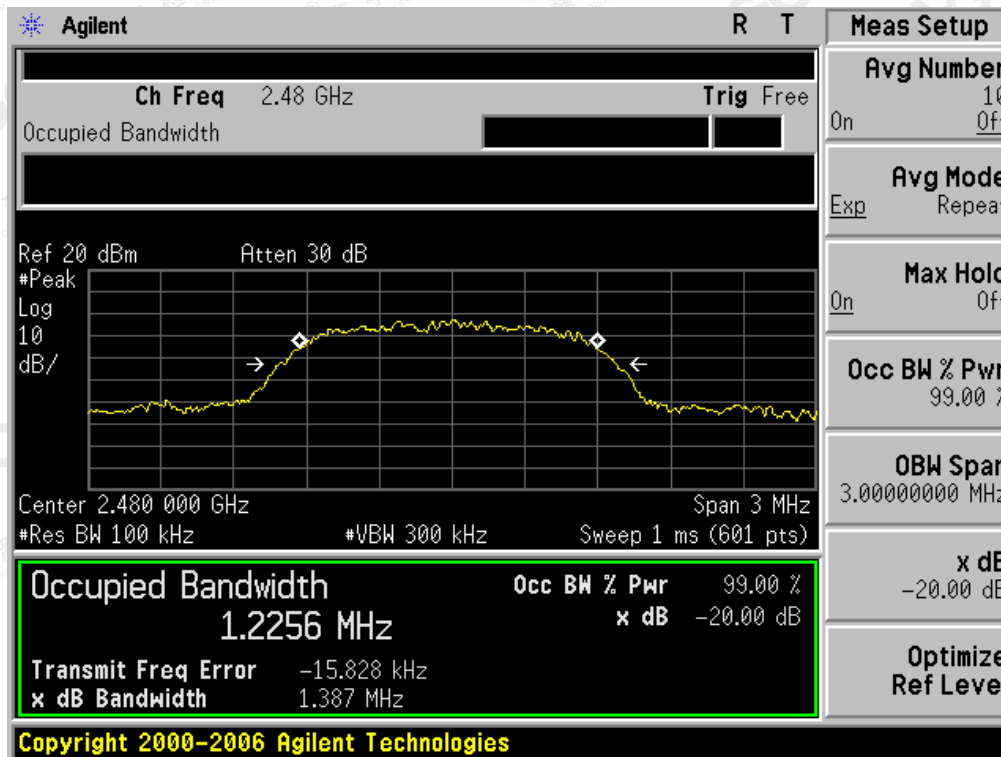 Agilent R T
Ch Freq 2.48 GHz Trig Free
Occupied Bandwidth
Ref 20 dBm Atten 30 dB
#Peak
Log
10
dB/
Center 2.480 000 GHz Span 3 MHz
#Res BW 100 kHz #VBW 300 kHz Sweep 1 ms (601 pts)
Occupied Bandwidth
1.2256 MHz
Occ BW % Pwr 99.00 %
x dB -20.00 dB
Transmit Freq Error -15.828 kHz
x dB Bandwidth 1.387 MHz
Copyright 2000-2006 Agilent Technologies
Meas Setup
Avg Number
10
On Of
Avg Mode
Exp Repea
Max Hold
On Of
Occ BW % Pwr
99.00 %
OBW Span
3.00000000 MHz
x dB
-20.00 dB
Optimize
Ref Leve